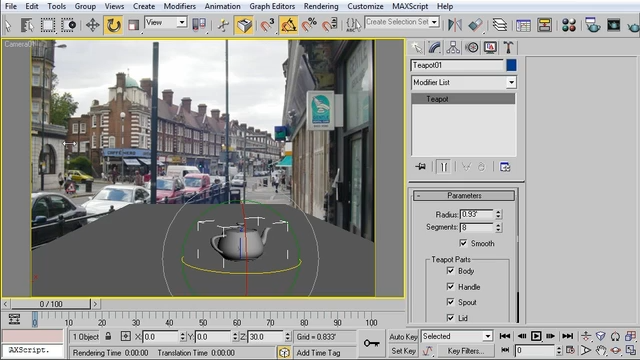 File Edit Tools Group Views Create Modifiers Animation Graph Editors Rendering Customize MAXScript Help
View 3 % ABC Create Selection Set
Camera01
Teapot01
Modifier List
Teapot
- Parameters
Radius: 0.93'
Segments: 8
Smooth
Teapot Parts
Body
Handle
Spout
Lid
< 0 / 100 >
0 10 20 30 40 50 60 70 80 90 100
1 Object X: 0.0 Y: 0.0 Z: 30.0 Grid = 0.833' Auto Key Selected
AXScript. Rendering Time 0:00:00 Translation Time 0:00:00 Add Time Tag Set Key Key Filters... 0